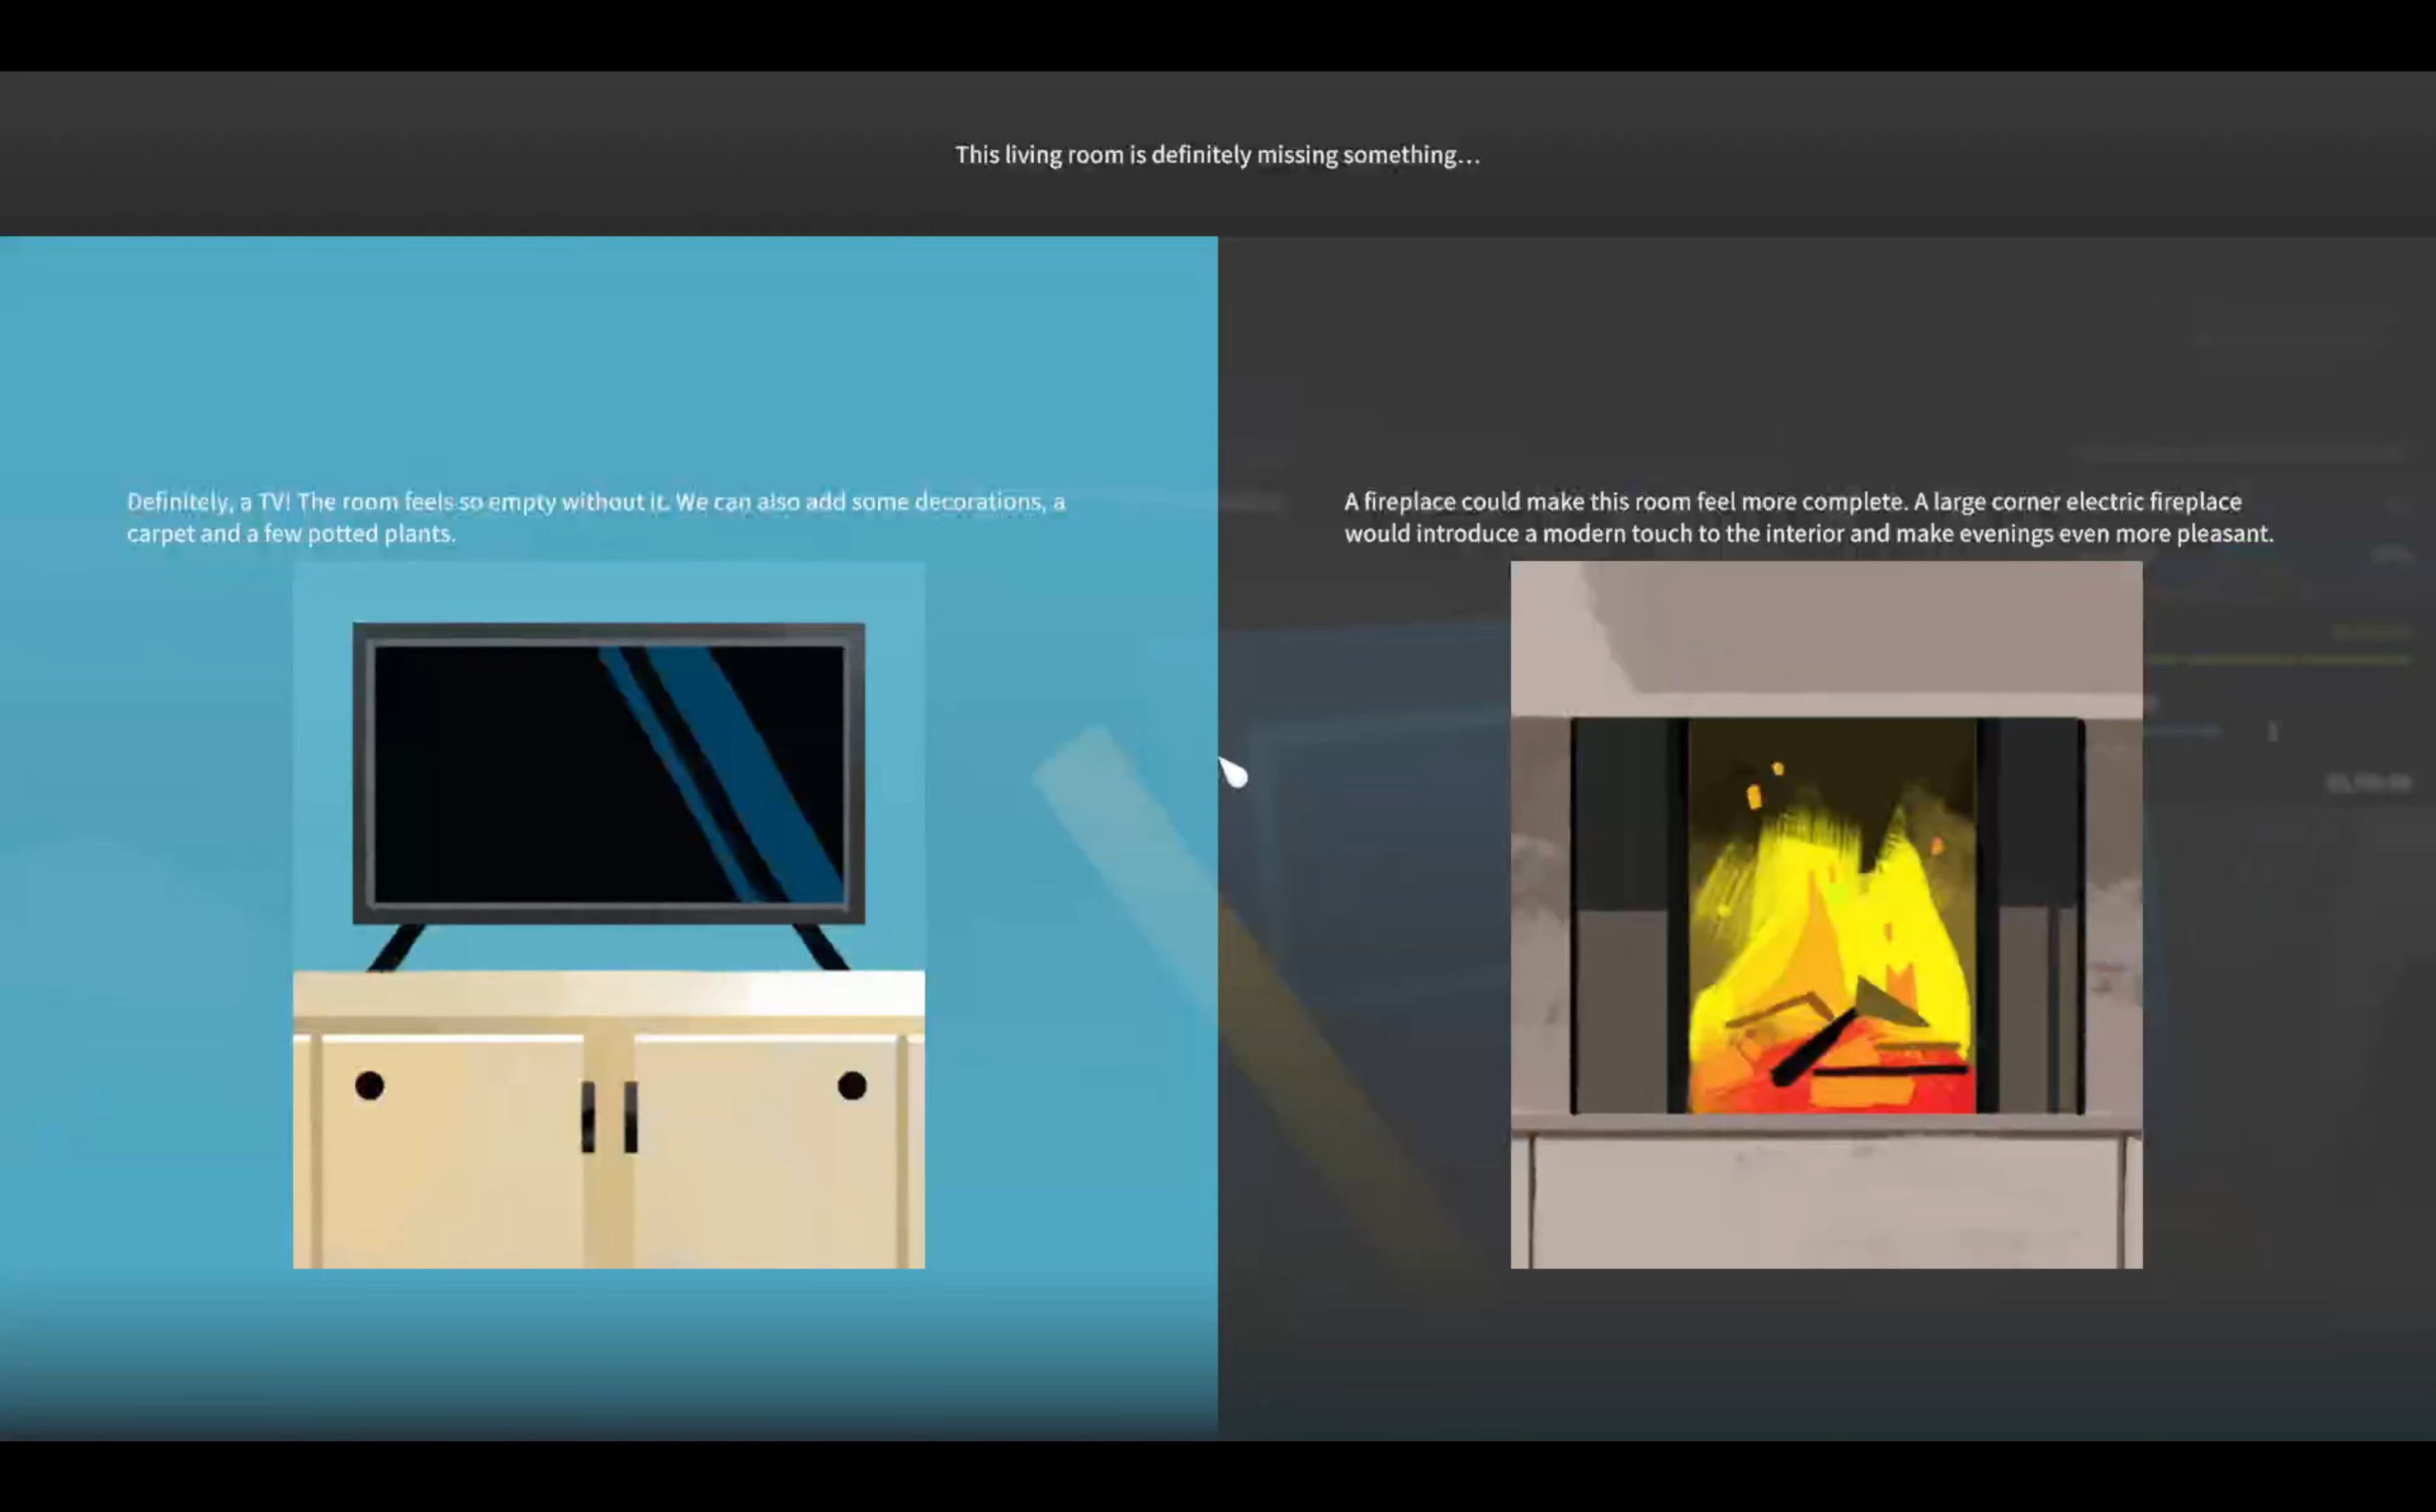 This living room is definitely missing something...
Definitely, a TV! The room feels so empty without it. We can also add some decorations, a
carpet and a few potted plants.
A fireplace could make this room feel more complete. A large corner electric fireplace
would introduce a modern touch to the interior and make evenings even more pleasant.